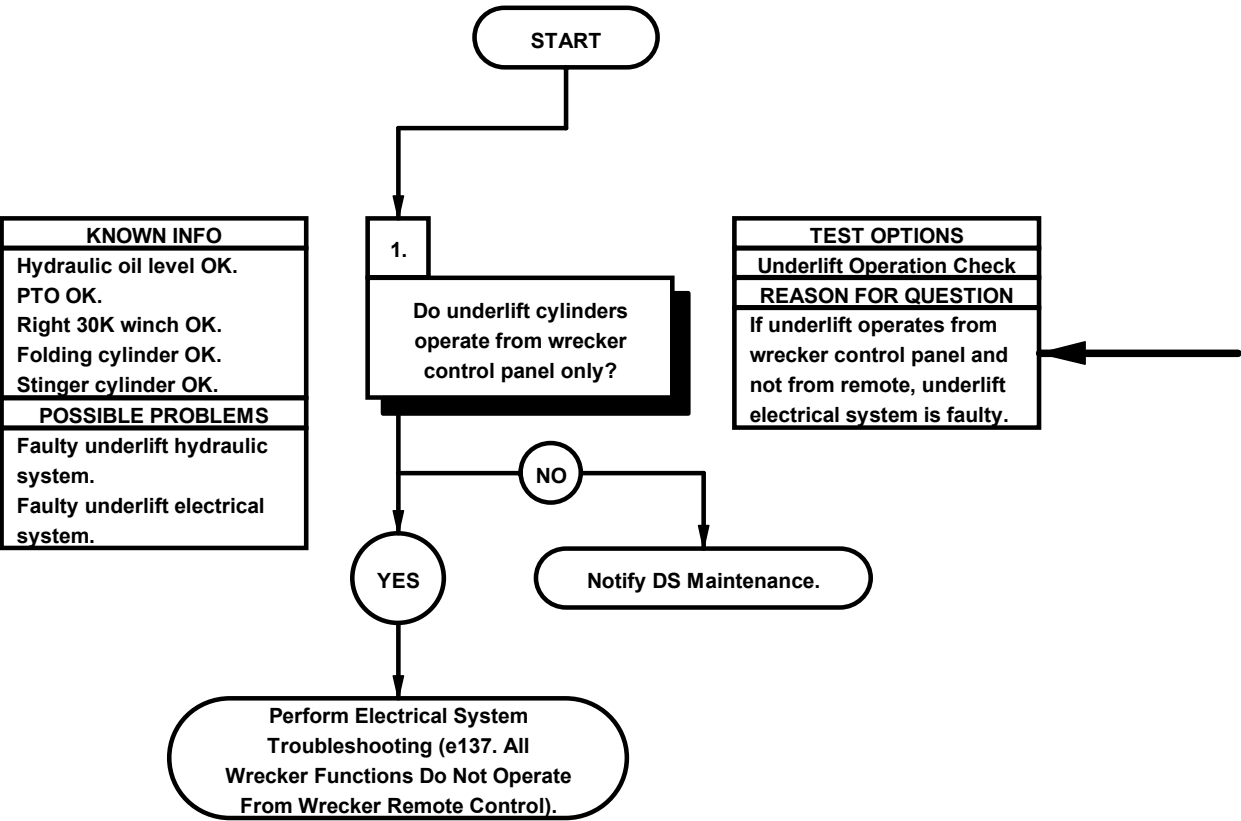 START
KNOWN INFO
Hydraulic oil level OK.
PTO OK.
Right 30K winch OK.
Folding cylinder OK.
Stinger cylinder OK.
POSSIBLE PROBLEMS
Faulty underlift hydraulic
system.
Faulty underlift electrical
system.
1.
Do underlift cylinders
operate from wrecker
control panel only?
TEST OPTIONS
Underlift Operation Check
REASON FOR QUESTION
If underlift operates from
wrecker control panel and
not from remote, underlift
electrical system is faulty.
NO
YES
Notify DS Maintenance.
Perform Electrical System
Troubleshooting (e137. All
Wrecker Functions Do Not Operate
From Wrecker Remote Control).